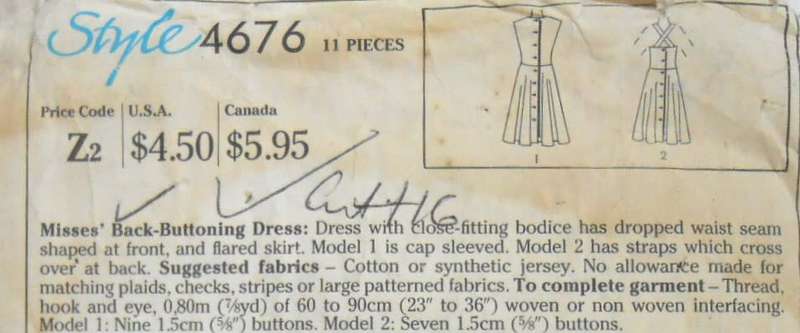 Style 4676 11 PIECES
Price Code U.S.A. Canada
Z2 $4.50 $5.95
1 2
Cut 16
Misses' Back-Buttoning Dress: Dress with close-fitting bodice has dropped waist seam
shaped at front, and flared skirt. Model 1 is cap sleeved. Model 2 has straps which cross
over at back. Suggested fabrics – Cotton or synthetic jersey. No allowance made for
matching plaids, checks, stripes or large patterned fabrics. To complete garment – Thread,
hook and eye, 0,80m (⅞yd) of 60 to 90cm (23" to 36") woven or non woven interfacing.
Model 1: Nine 1.5cm (⅝") buttons. Model 2: Seven 1.5cm (⅝") buttons.